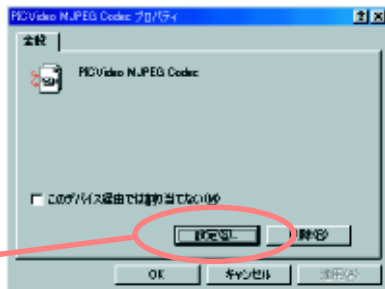 PICVideo MJPEG Codec プロパティ
全般
PICVideo MJPEG Codec
このデバイス経由では割り当てない(M)
設定(S)... 削除(R)
OK キャンセル 適用(A)